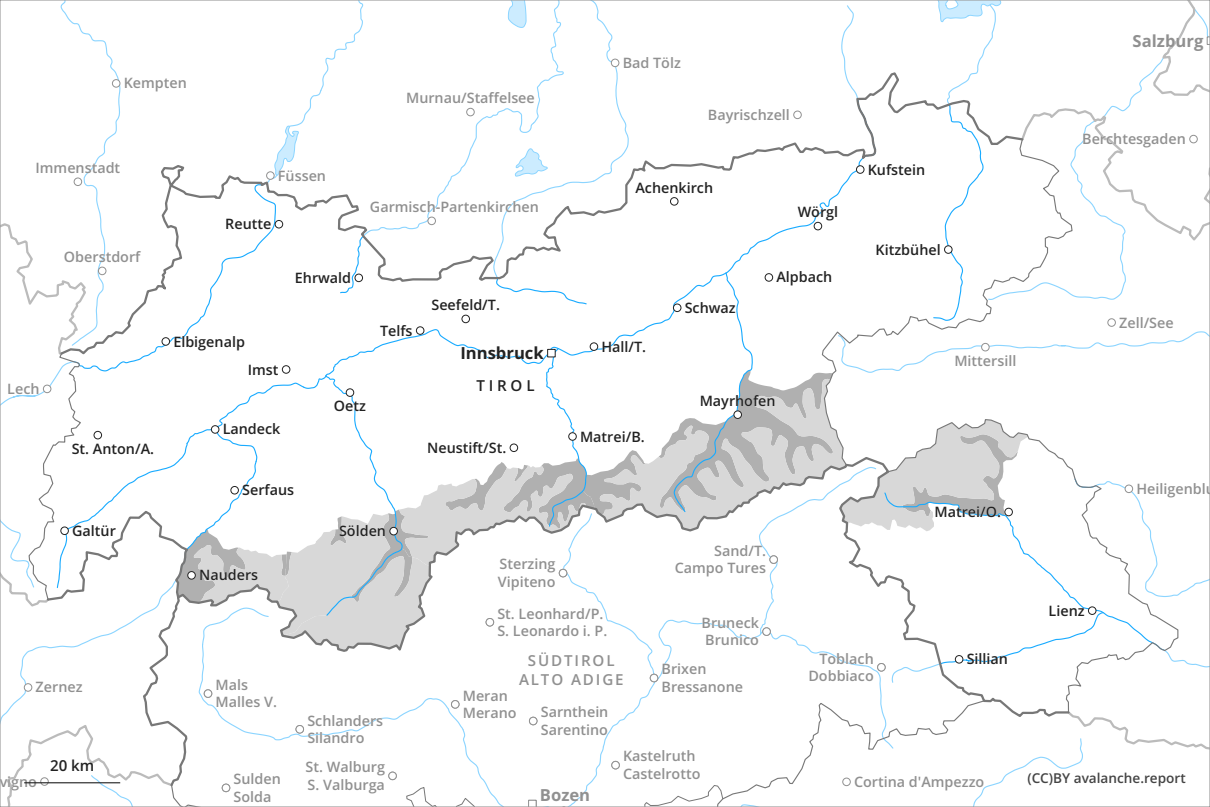 Salzburg
Kempten
Bad Tölz
Murnau/Staffelsee
Bayrischzell
Berchtesgaden
Immenstadt
Füssen
Kufstein
Achenkirch
Garmisch-Partenkirchen
Wörgl
Reutte
Kitzbühel
Oberstdorf
Ehrwald
Alpbach
Seefeld/T.
Schwaz
Zell/See
Telfs
Elbigenalp
Innsbruck
Hall/T.
Mittersill
Imst
TIROL
Lech
Oetz
Mayrhofen
Landeck
St. Anton/A.
Neustift/St.
Matrei/B.
Serfaus
Heiligenblu
Matrei/O.
Galtür
Sölden
Sand/T.
Campo Tures
Sterzing
Vipiteno
Nauders
St. Leonhard/P.
S. Leonardo i. P.
Lienz
Bruneck
Brunico
SÜDTIROL
ALTO ADIGE
Toblach
Dobbiaco
Sillian
Brixen
Bressanone
Zernez
Mals
Malles V.
Meran
Merano
Sarnthein
Sarentino
Schlanders
Silandro
Kastelruth
Castelrotto
20 km
St. Walburg
S. Valburga
vigno
Sulden
Solda
Cortina d'Ampezzo
(CC)BY avalanche.report
Bozen